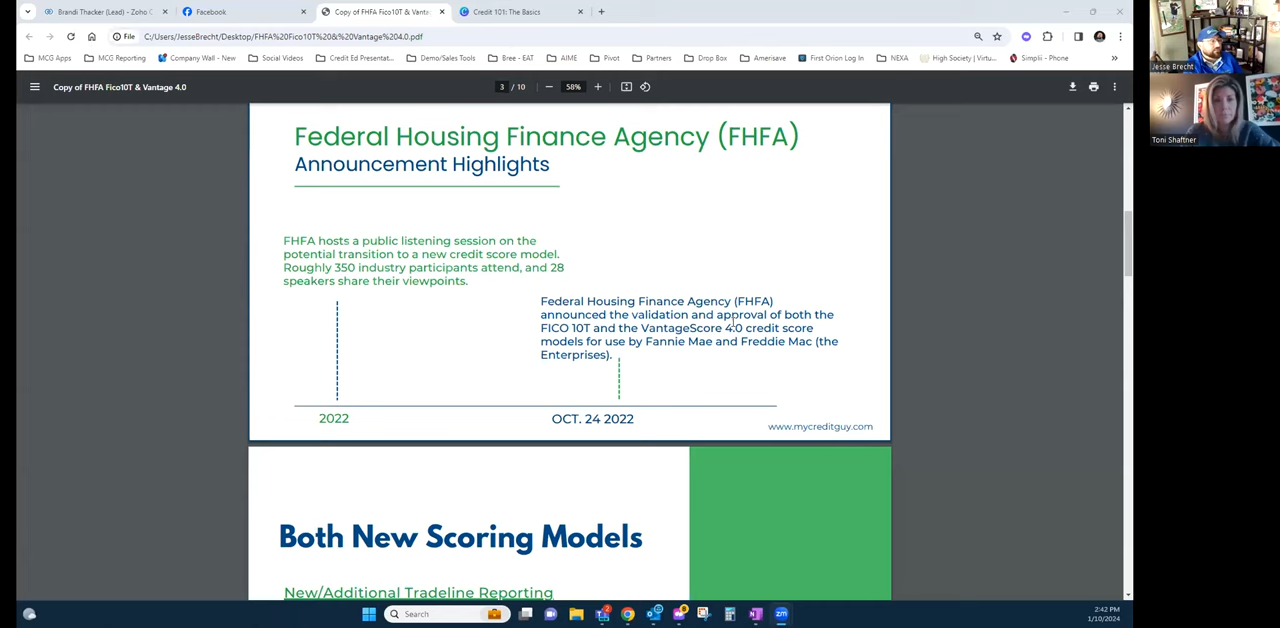 Brandi Thacker (Lead) - Zoho C
Facebook
Copy of FHFA Fico10T & Vanta
Credit 101: The Basics
File
C:/Users/JesseBrecht/Desktop/FHFA%20Fico10T%20&%20Vantage%204.0.pdf
MCG Apps
MCG Reporting
Company Wall - New
Social Videos
Credit Ed Presentat...
Demo/Sales Tools
Bree - EAT
AIME
Pivot
Partners
Drop Box
Amerisave
First Orion Log In
NEXA
High Society (Virtu...
Simplii - Phone
Copy of FHFA Fico10T & Vantage 4.0
3 / 10
58%
Jesse Brecht
Toni Shaftner
Federal Housing Finance Agency (FHFA)
Announcement Highlights
FHFA hosts a public listening session on the
potential transition to a new credit score model.
Roughly 350 industry participants attend, and 28
speakers share their viewpoints.
Federal Housing Finance Agency (FHFA)
announced the validation and approval of both the
FICO 10T and the VantageScore 4.0 credit score
models for use by Fannie Mae and Freddie Mac (the
Enterprises).
2022
OCT. 24 2022
www.mycreditguy.com
Both New Scoring Models
New/Additional Tradeline Reporting
Search
2:42 PM
1/10/2024